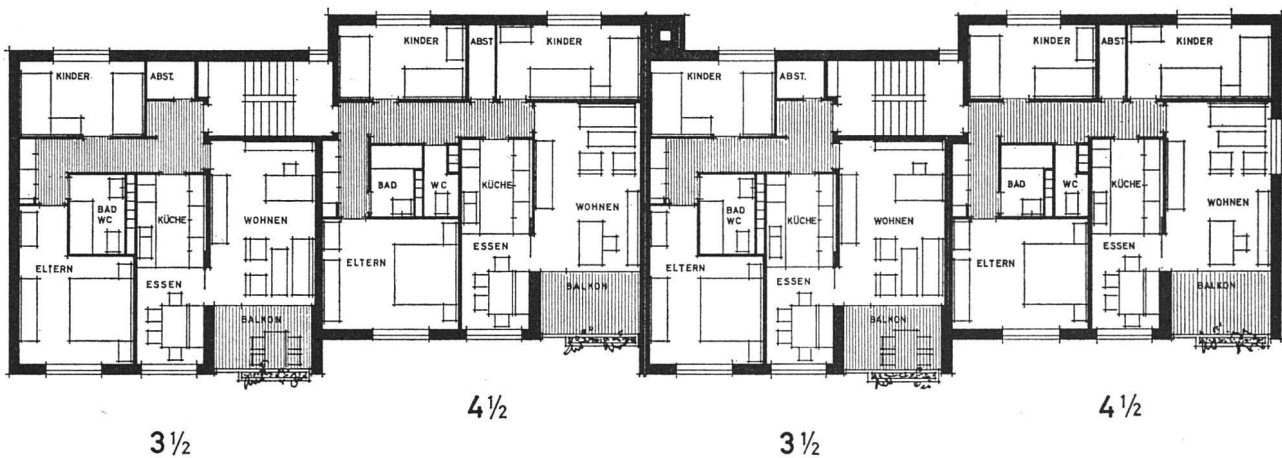 KINDER
ABST.
BAD
WC
KÜCHE
WOHNEN
ELTERN
ESSEN
BALKON
KINDER
ABST
KINDER
BAD
WC
KÜCHE
WOHNEN
ESSEN
ELTERN
BALKON
KINDER
ABST.
BAD
WC
KÜCHE
WOHNEN
ELTERN
ESSEN
BALKON
KINDER
ABST
KINDER
BAD
WC
KÜCHE
WOHNEN
ESSEN
ELTERN
BALKON
3½
4½
3½
4½